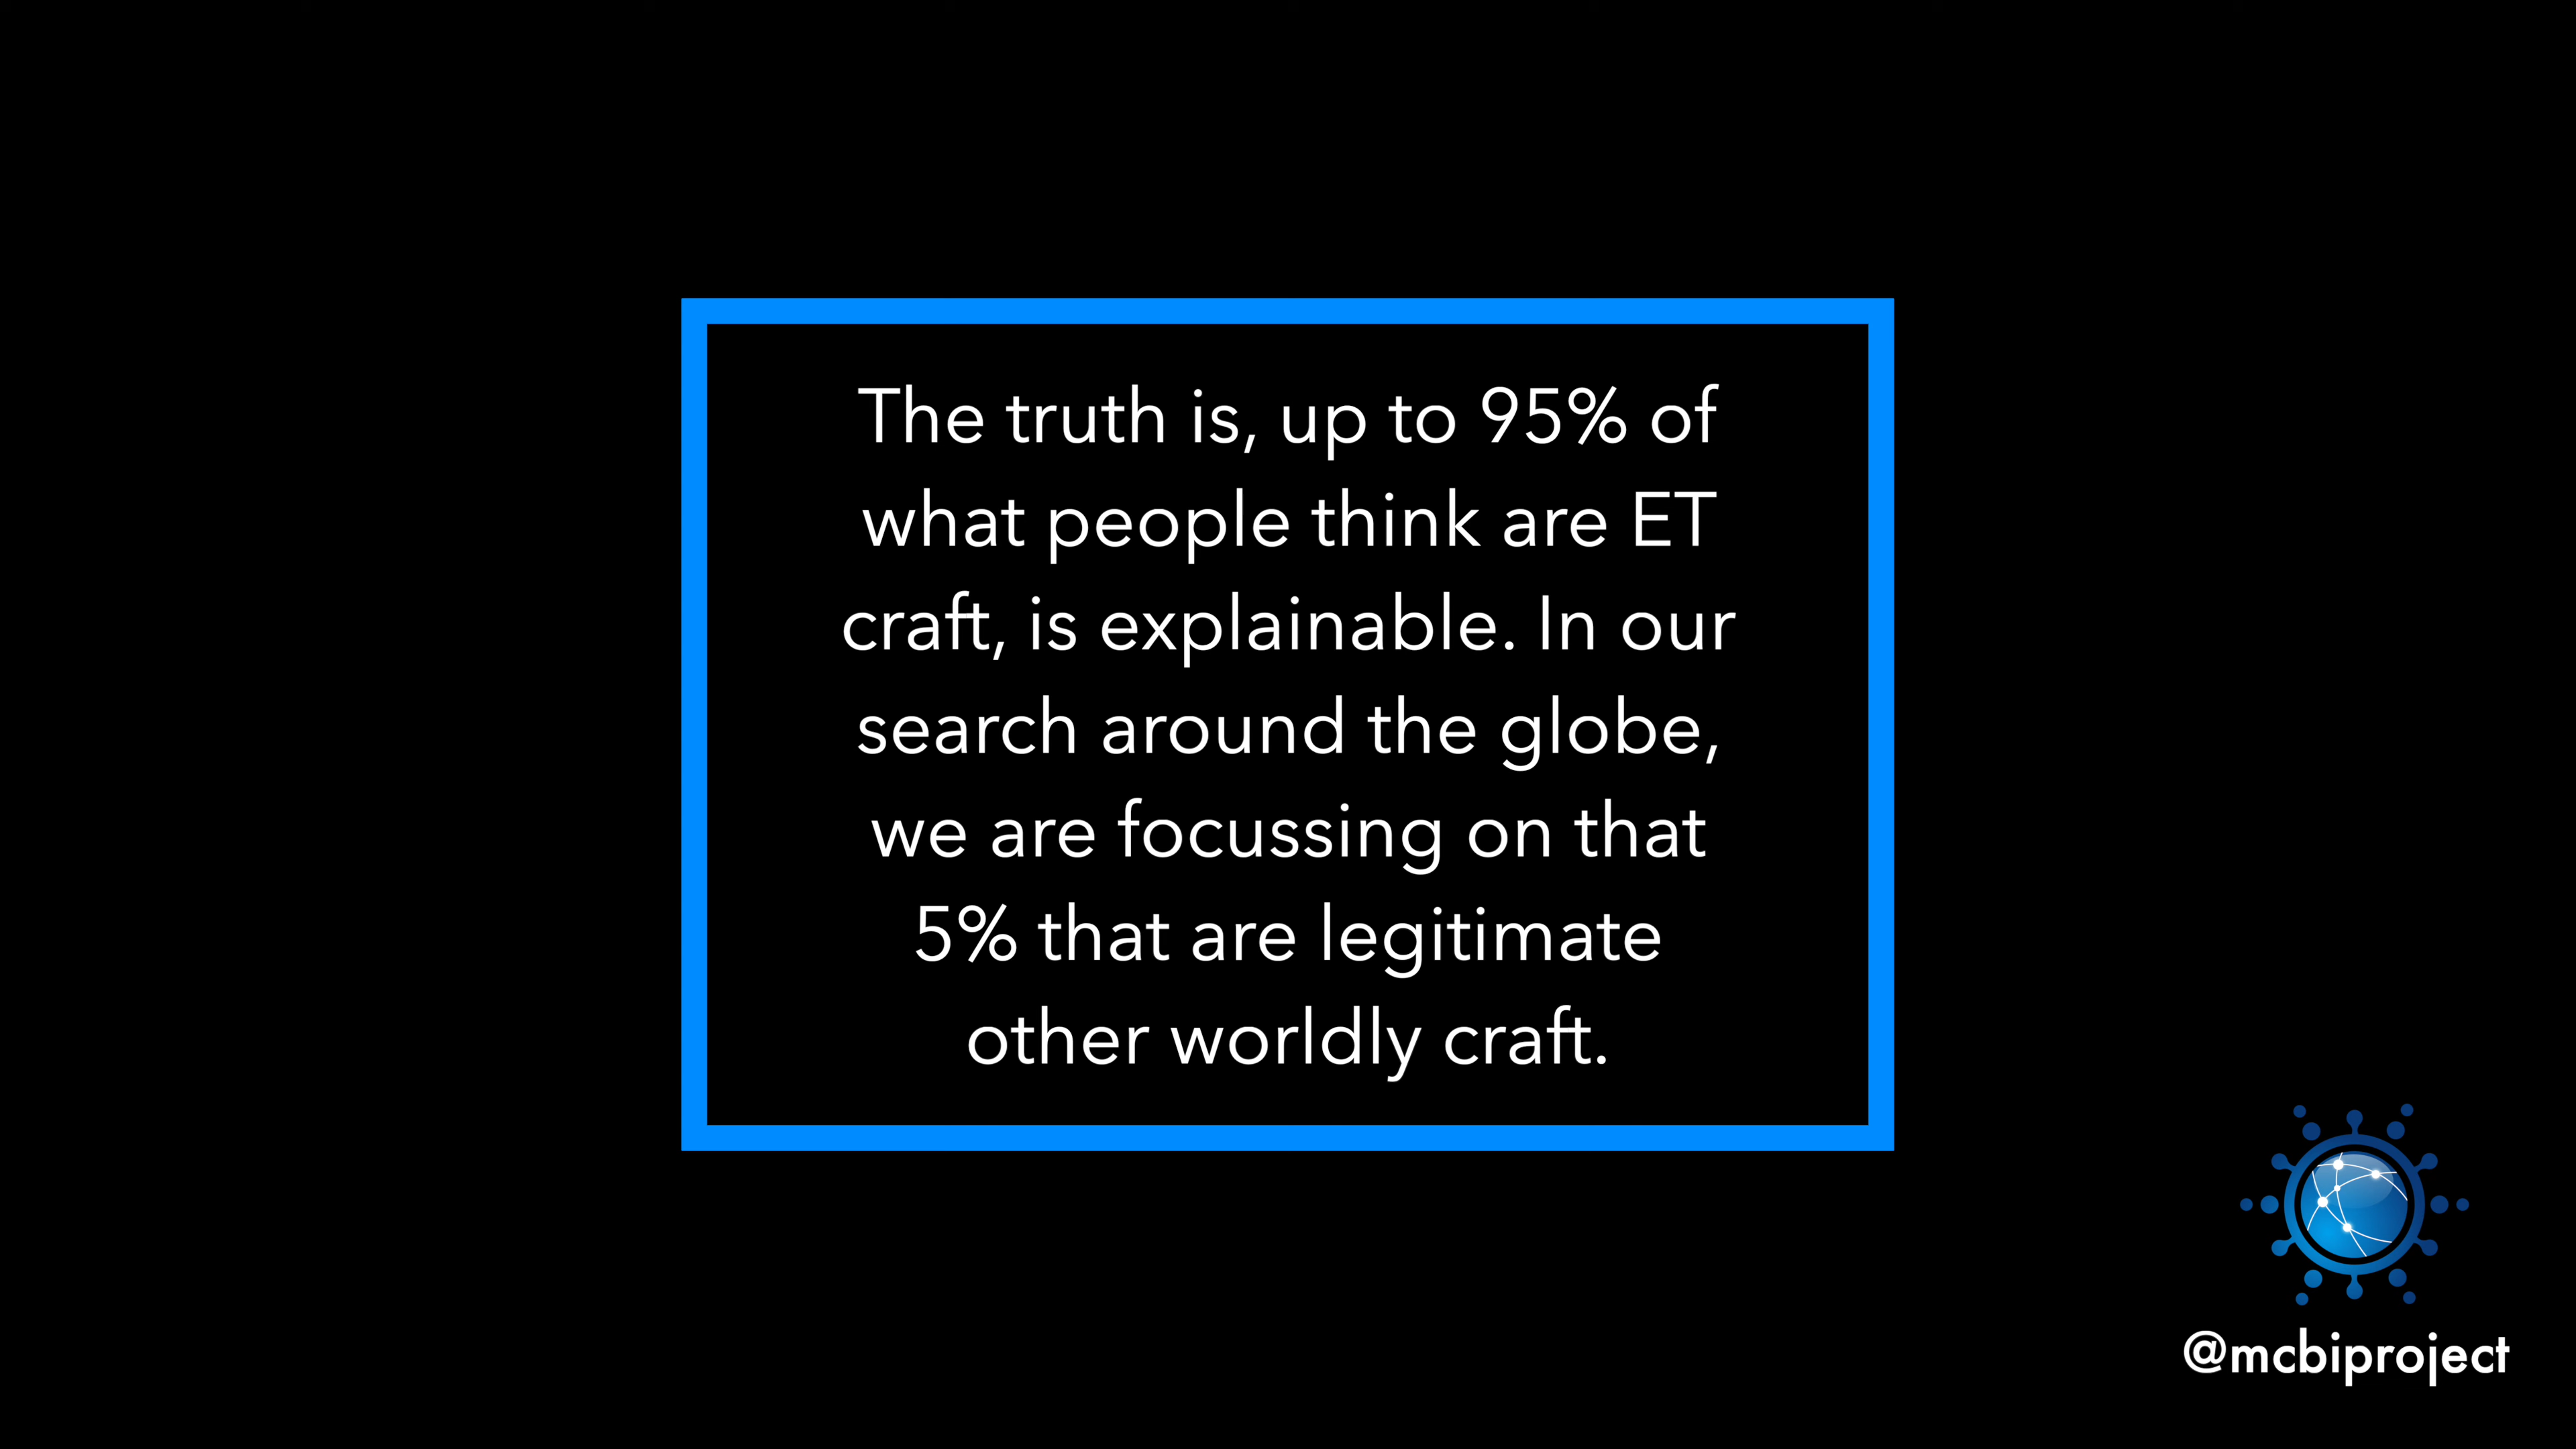 The truth is, up to 95% of
what people think are ET
craft, is explainable. In our
search around the globe,
we are focussing on that
5% that are legitimate
other worldly craft.
@mcbiproject